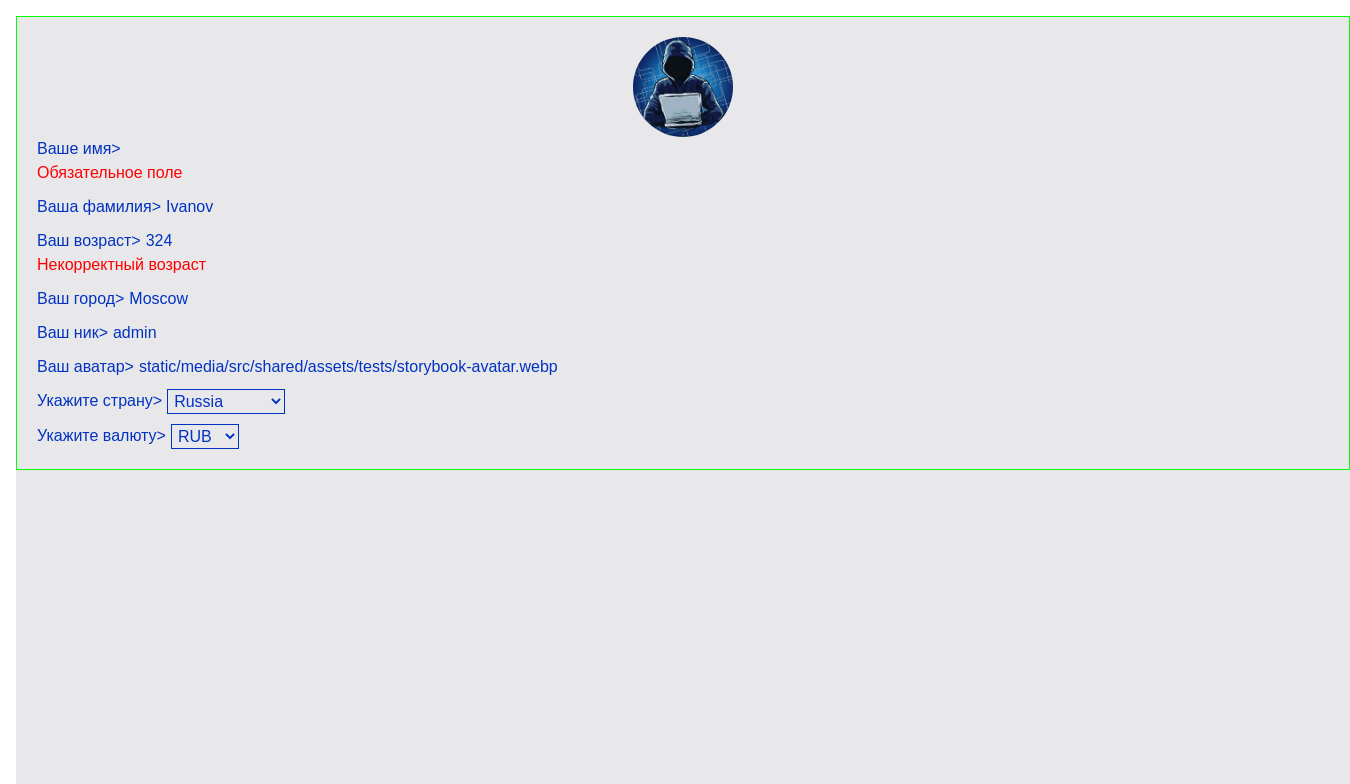 Ваше имя>
Обязательное поле
Ваша фамилия> Ivanov
Ваш возраст> 324
Некорректный возраст
Ваш город> Moscow
Ваш ник> admin
Ваш аватар> static/media/src/shared/assets/tests/storybook-avatar.webp
Укажите страну> Russia
Укажите валюту> RUB